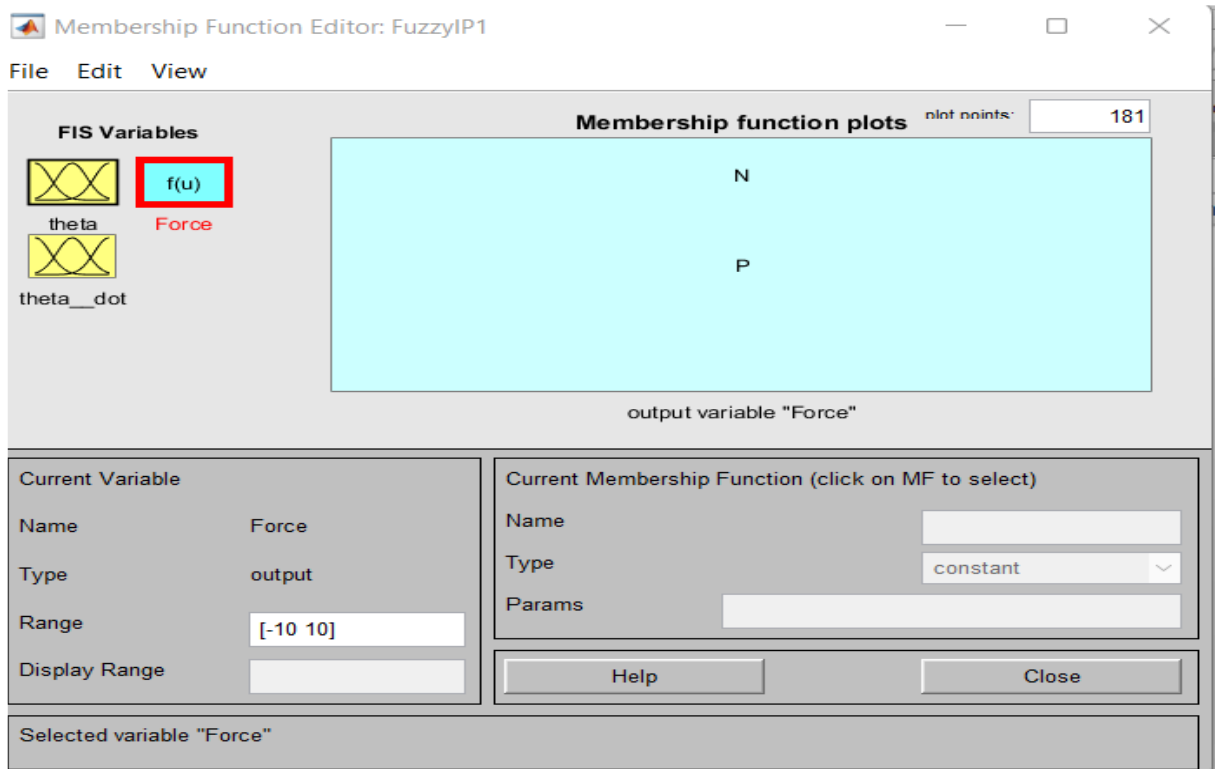 Membership Function Editor: FuzzyIP1
File Edit View
FIS Variables
f(u)
theta
Force
theta__dot
Membership function plots
plot points:
181
N
P
output variable "Force"
Current Variable
Name Force
Type output
Range [-10 10]
Display Range
Current Membership Function (click on MF to select)
Name
Type constant
Params
Help Close
Selected variable "Force"